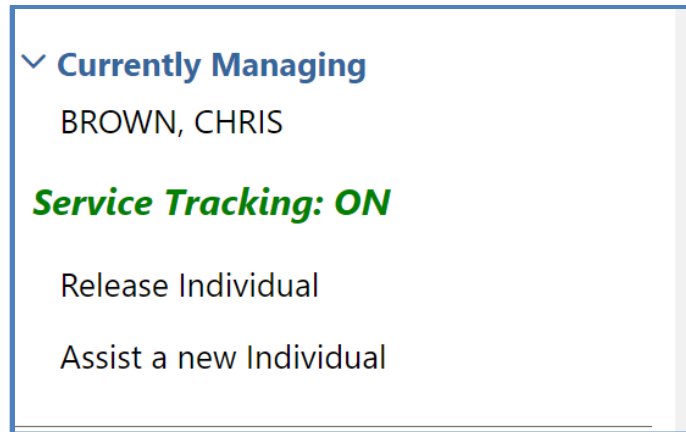 Currently Managing
BROWN, CHRIS
Service Tracking: ON
Release Individual
Assist a new Individual